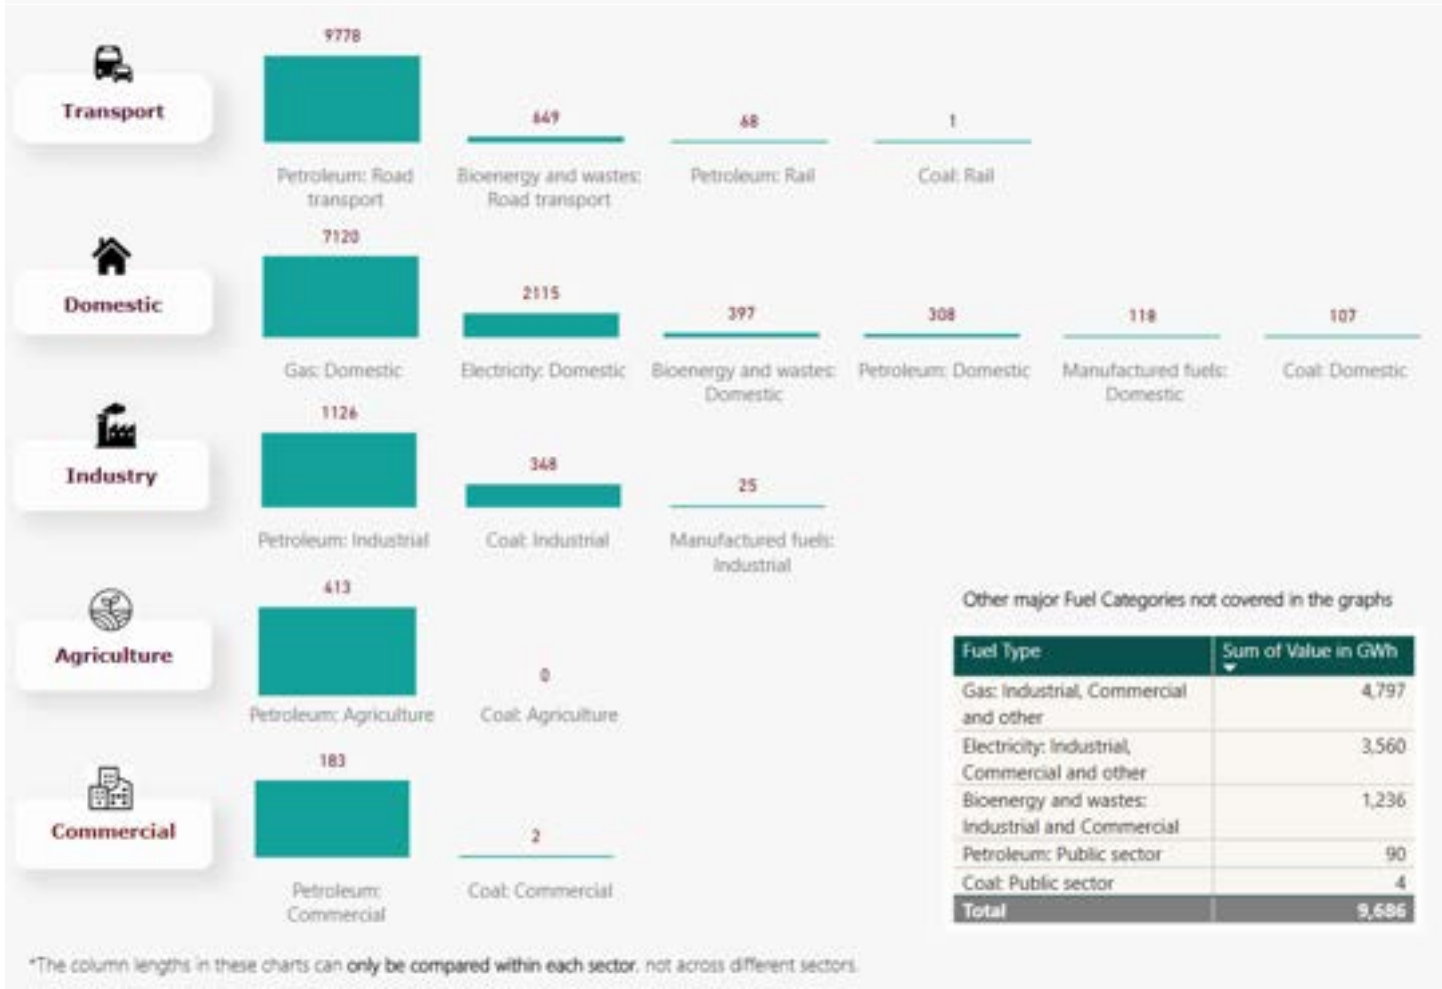 9778
649
68
1
Transport
Petroleum: Road
transport
Bioenergy and wastes:
Road transport
Petroleum: Rail
Coal: Rail
7120
2115
397
308
118
107
Domestic
Gas: Domestic
Electricity: Domestic
Bioenergy and wastes:
Domestic
Petroleum: Domestic
Manufactured fuels:
Domestic
Coal: Domestic
1126
348
25
Industry
Petroleum: Industrial
Coal: Industrial
Manufactured fuels:
Industrial
413
0
Agriculture
Petroleum: Agriculture
Coal: Agriculture
183
2
Commercial
Petroleum:
Commercial
Coal: Commercial
Other major Fuel Categories not covered in the graphs
Fuel Type Sum of Value in GWh
Gas: Industrial, Commercial 4,797
and other
Electricity: Industrial, 3,560
Commercial and other
Bioenergy and wastes: 1,236
Industrial and Commercial
Petroleum: Public sector 90
Coal: Public sector 4
Total 9,686
*The column lengths in these charts can only be compared within each sector, not across different sectors.